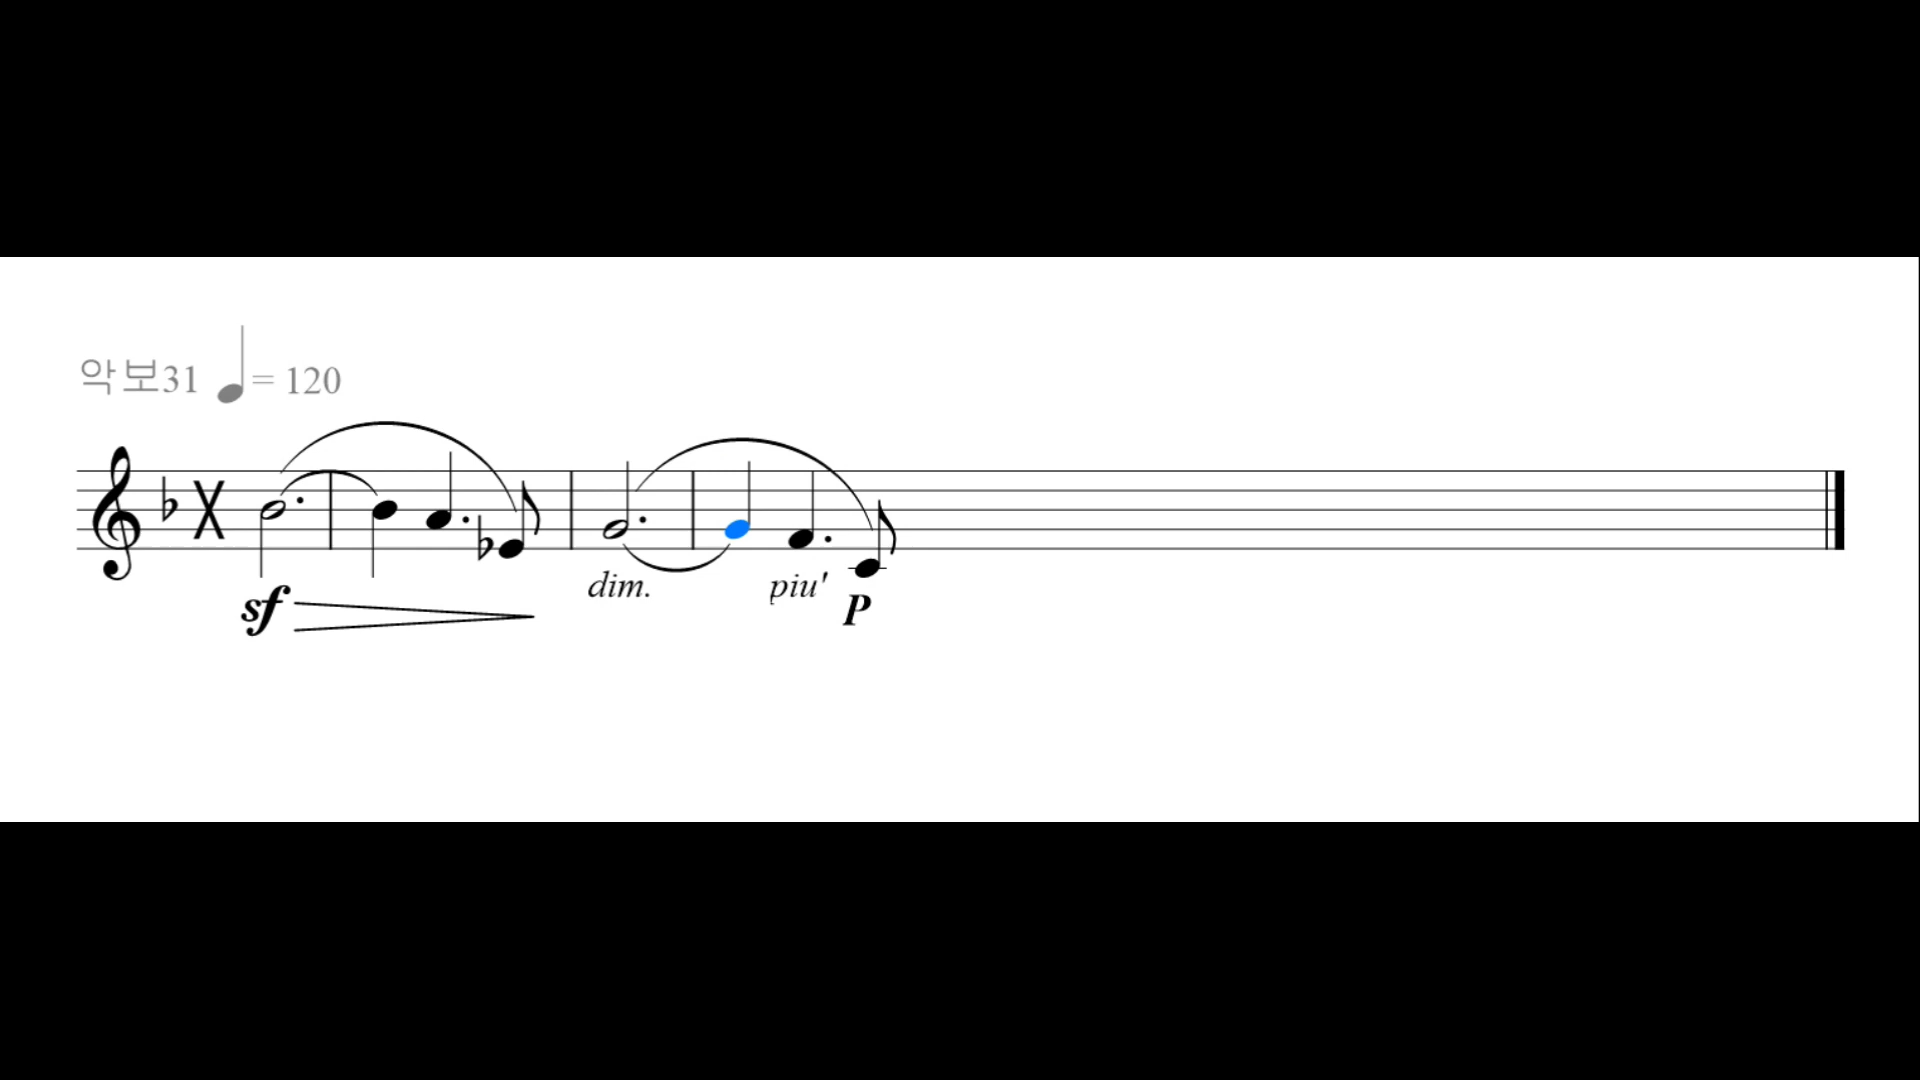 악보31 = 120
sf
dim. piu'
p